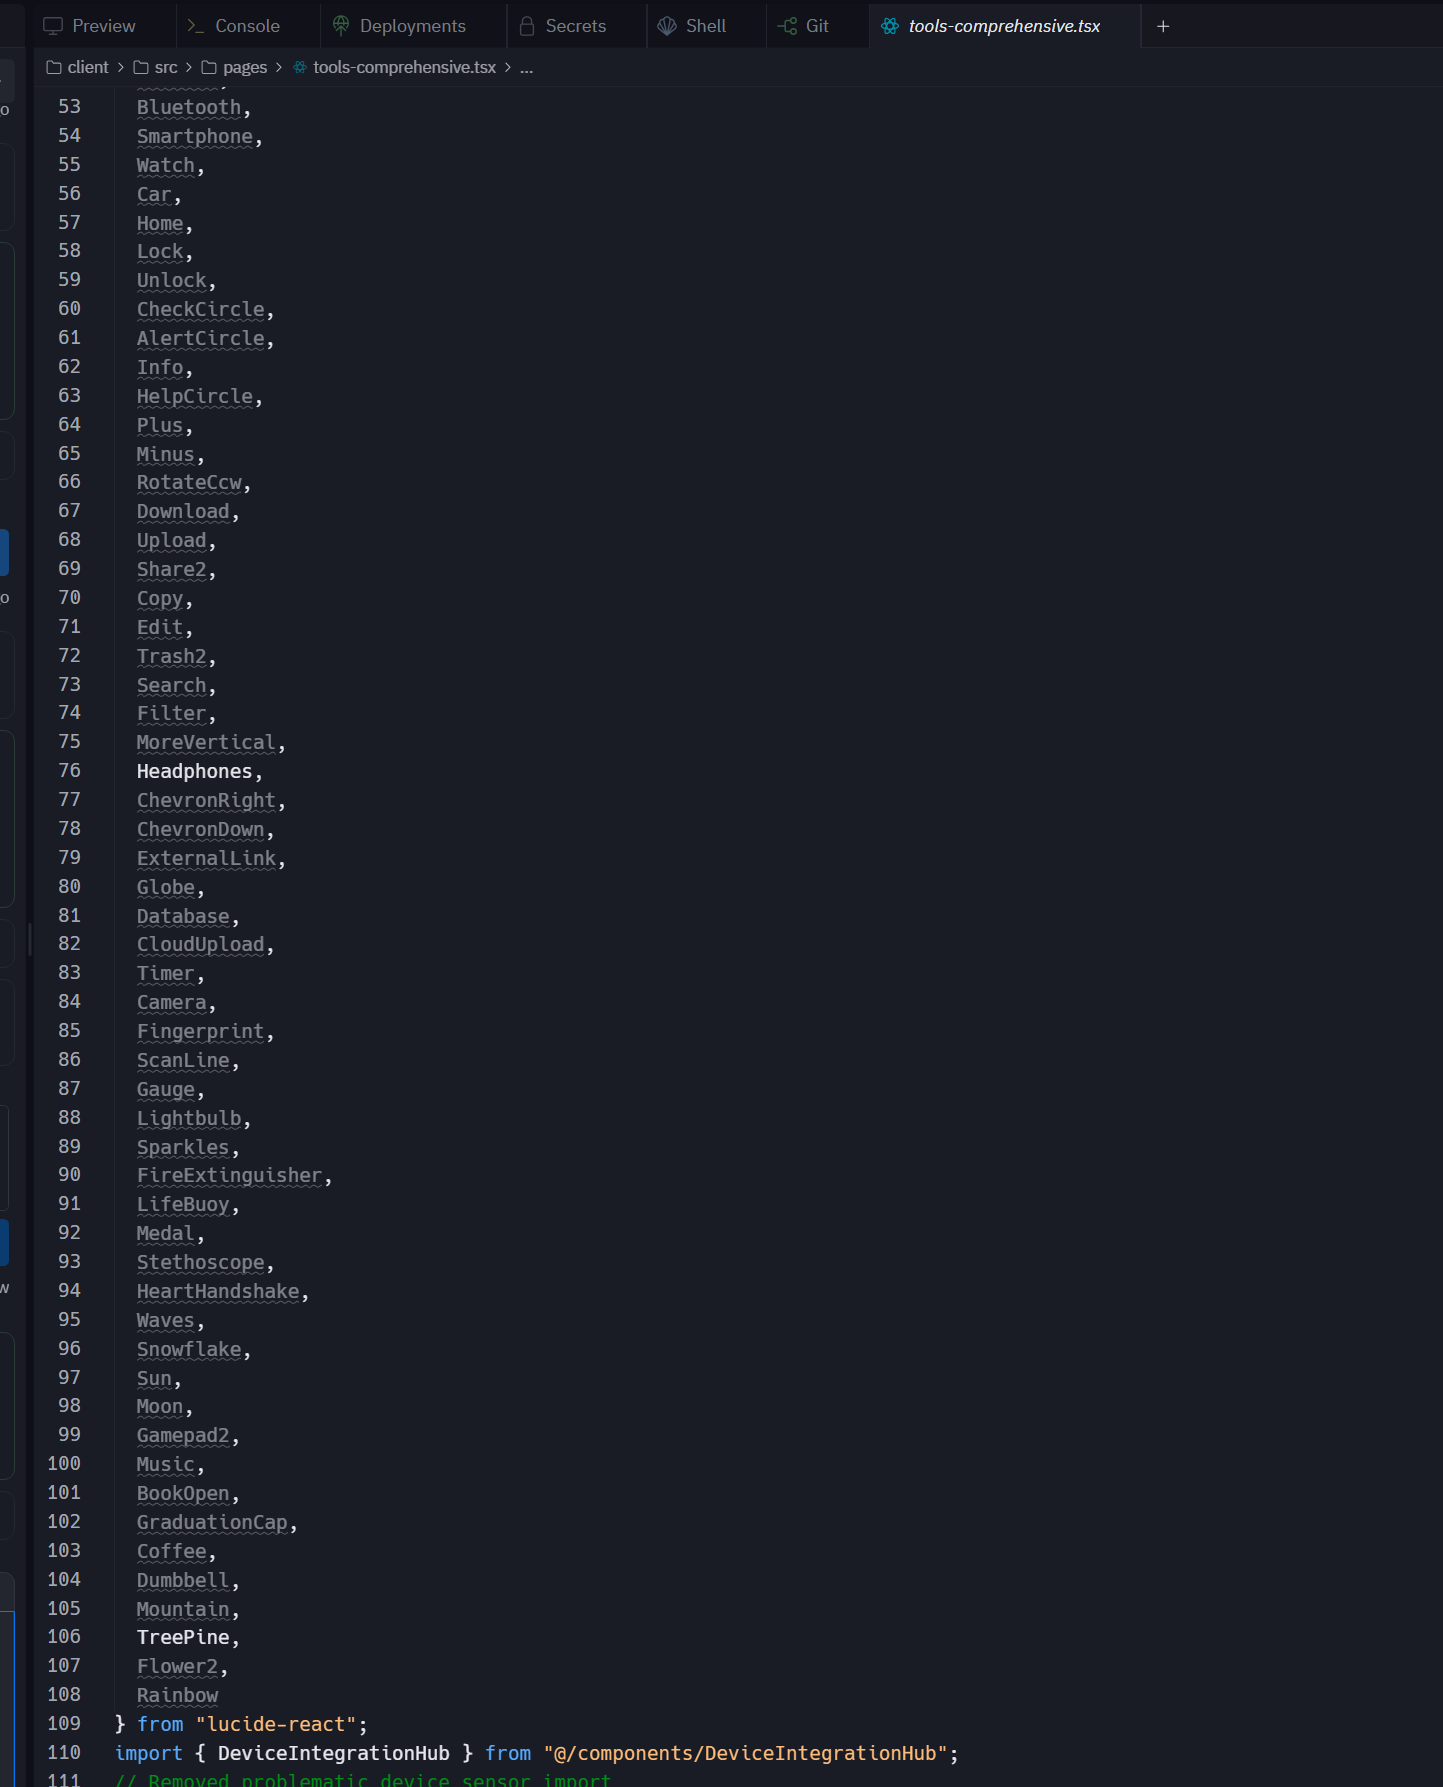 Preview
Console
Deployments
Secrets
Shell
Git
tools-comprehensive.tsx
+
client > src > pages > tools-comprehensive.tsx > ...
53 Bluetooth,
54 Smartphone,
55 Watch,
56 Car,
57 Home,
58 Lock,
59 Unlock,
60 CheckCircle,
61 AlertCircle,
62 Info,
63 HelpCircle,
64 Plus,
65 Minus,
66 RotateCcw,
67 Download,
68 Upload,
69 Share2,
70 Copy,
71 Edit,
72 Trash2,
73 Search,
74 Filter,
75 MoreVertical,
76 Headphones,
77 ChevronRight,
78 ChevronDown,
79 ExternalLink,
80 Globe,
81 Database,
82 CloudUpload,
83 Timer,
84 Camera,
85 Fingerprint,
86 ScanLine,
87 Gauge,
88 Lightbulb,
89 Sparkles,
90 FireExtinguisher,
91 LifeBuoy,
92 Medal,
93 Stethoscope,
94 HeartHandshake,
95 Waves,
96 Snowflake,
97 Sun,
98 Moon,
99 Gamepad2,
100 Music,
101 BookOpen,
102 GraduationCap,
103 Coffee,
104 Dumbbell,
105 Mountain,
106 TreePine,
107 Flower2,
108 Rainbow
109 } from "lucide-react";
110 import { DeviceIntegrationHub } from "@/components/DeviceIntegrationHub";
111 // Removed problematic device sensor import